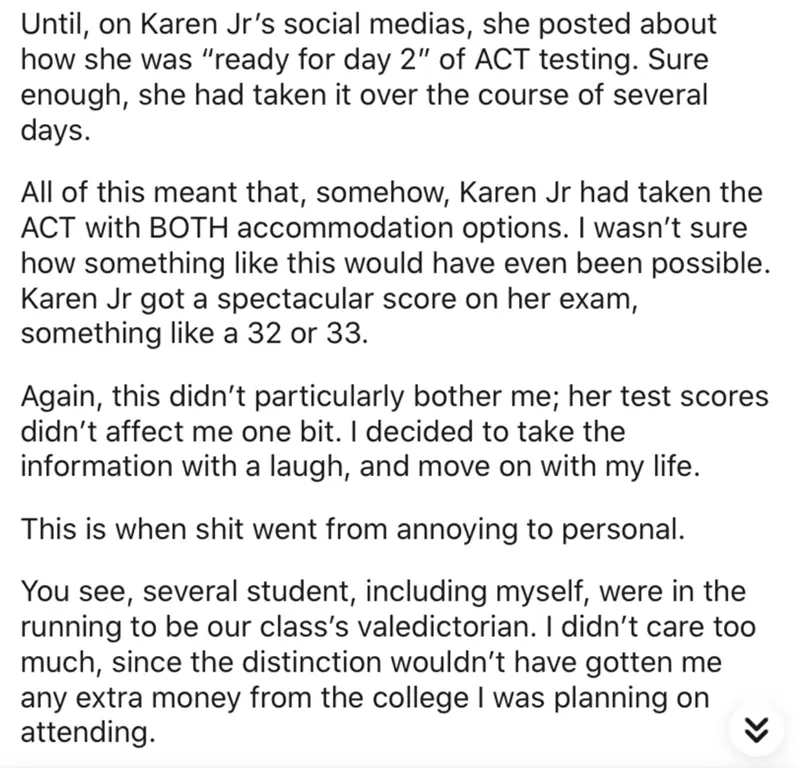 Until, on Karen Jr’s social medias, she posted about
how she was “ready for day 2” of ACT testing. Sure
enough, she had taken it over the course of several
days.
All of this meant that, somehow, Karen Jr had taken the
ACT with BOTH accommodation options. I wasn’t sure
how something like this would have even been possible.
Karen Jr got a spectacular score on her exam,
something like a 32 or 33.
Again, this didn’t particularly bother me; her test scores
didn’t affect me one bit. I decided to take the
information with a laugh, and move on with my life.
This is when shit went from annoying to personal.
You see, several student, including myself, were in the
running to be our class’s valedictorian. I didn’t care too
much, since the distinction wouldn’t have gotten me
any extra money from the college I was planning on
attending.